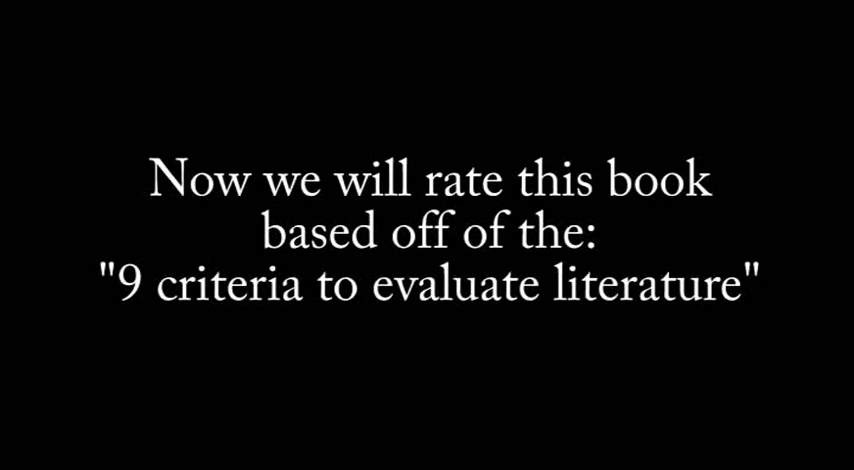 Now we will rate this book
based off of the:
"9 criteria to evaluate literature"